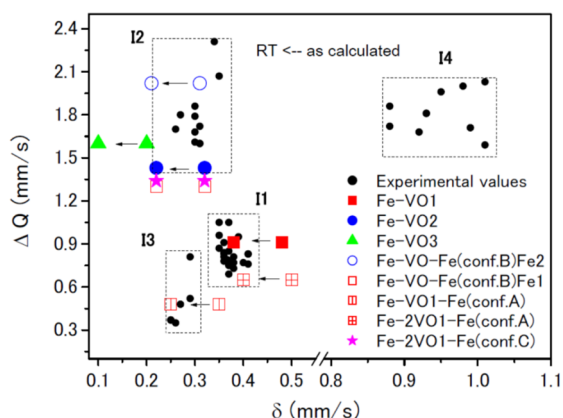 I2
RT <-- as calculated
I4
I1
I3
2.4
2.1
1.8
1.5
1.2
0.9
0.6
0.3
Δ Q (mm/s)
Experimental values
Fe-VO1
Fe-VO2
Fe-VO3
Fe-VO-Fe(conf.B)Fe2
Fe-VO-Fe(conf.B)Fe1
Fe-VO1-Fe(conf.A)
Fe-2VO1-Fe(conf.A)
Fe-2VO1-Fe(conf.C)
0.1 0.2 0.3 0.4 0.5 0.9 1.0 1.1
δ (mm/s)